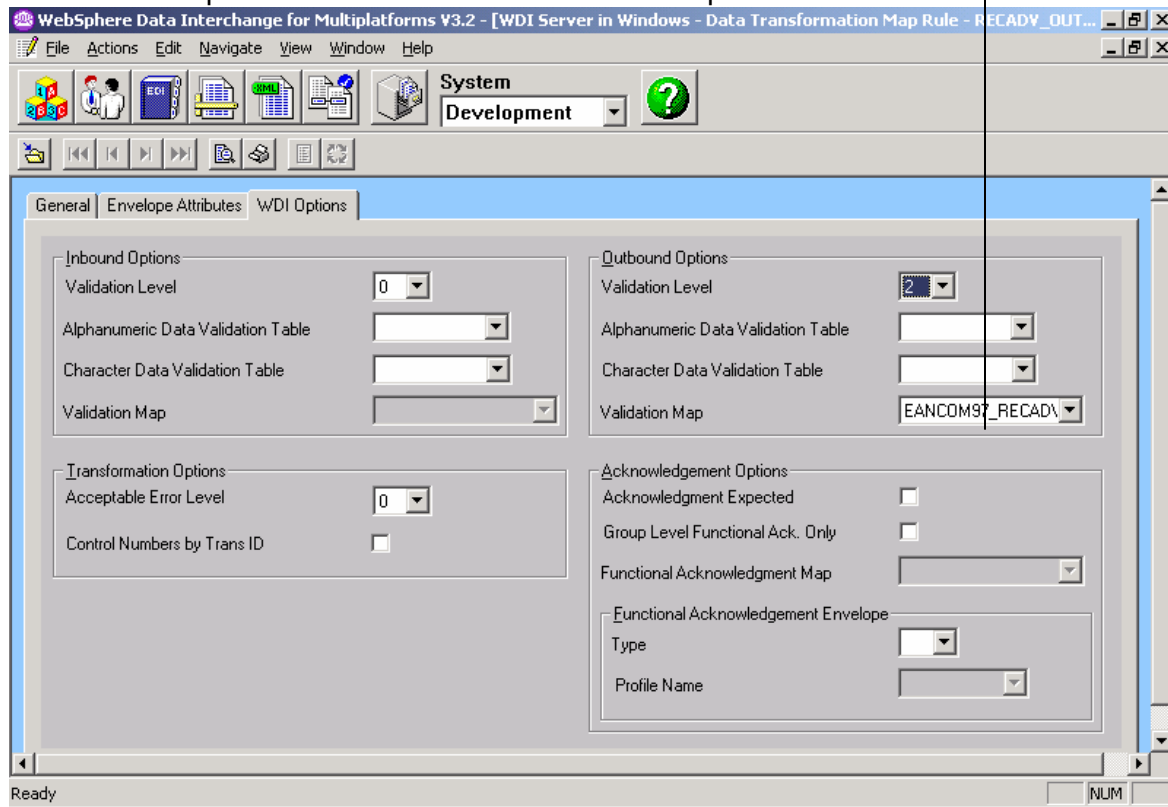 WebSphere Data Interchange for Multiplatforms V3.2 - [WDI Server in Windows - Data Transformation Map Rule - RECADV_OUT...
File Actions Edit Navigate View Window Help
EDI
XML
System
Development
General Envelope Attributes WDI Options
Inbound Options
Validation Level 0
Alphanumeric Data Validation Table
Character Data Validation Table
Validation Map
Outbound Options
Validation Level 2
Alphanumeric Data Validation Table
Character Data Validation Table
Validation Map EANCOM97_RECADV
Transformation Options
Acceptable Error Level 0
Control Numbers by Trans ID
Acknowledgement Options
Acknowledgment Expected
Group Level Functional Ack. Only
Functional Acknowledgment Map
Functional Acknowledgement Envelope
Type
Profile Name
Ready NUM